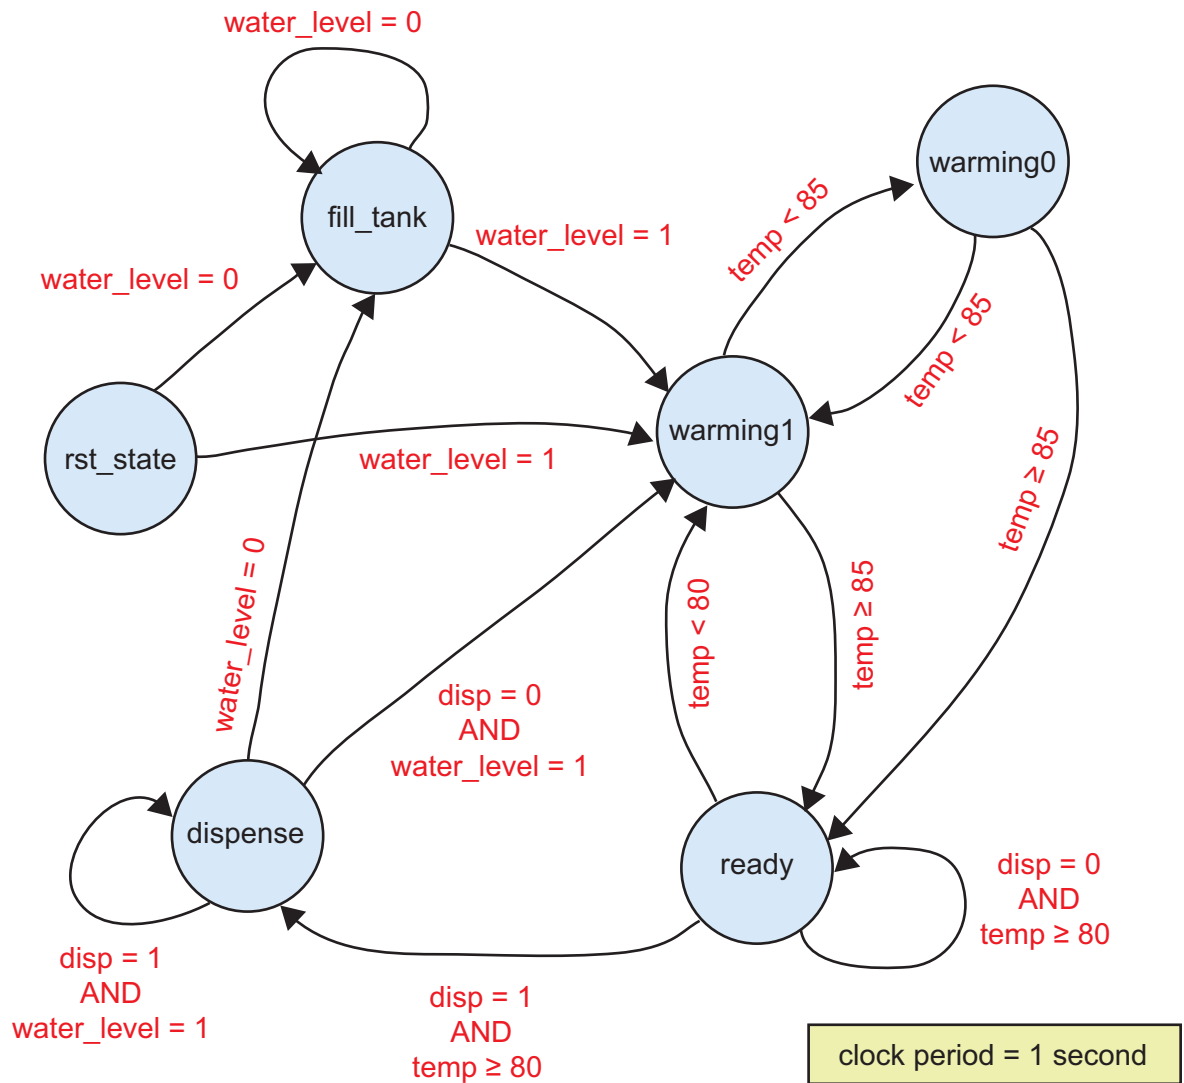 water_level = 0
warming0
fill_tank
temp < 85
water_level = 1
water_level = 0
temp < 85
warming1
rst_state
water_level = 1
temp ≥ 85
water_level = 0
temp < 80
temp ≥ 85
disp = 0
AND
water_level = 1
dispense
ready
disp = 0
AND
temp ≥ 80
disp = 1
AND
water_level = 1
disp = 1
AND
temp ≥ 80
clock period = 1 second